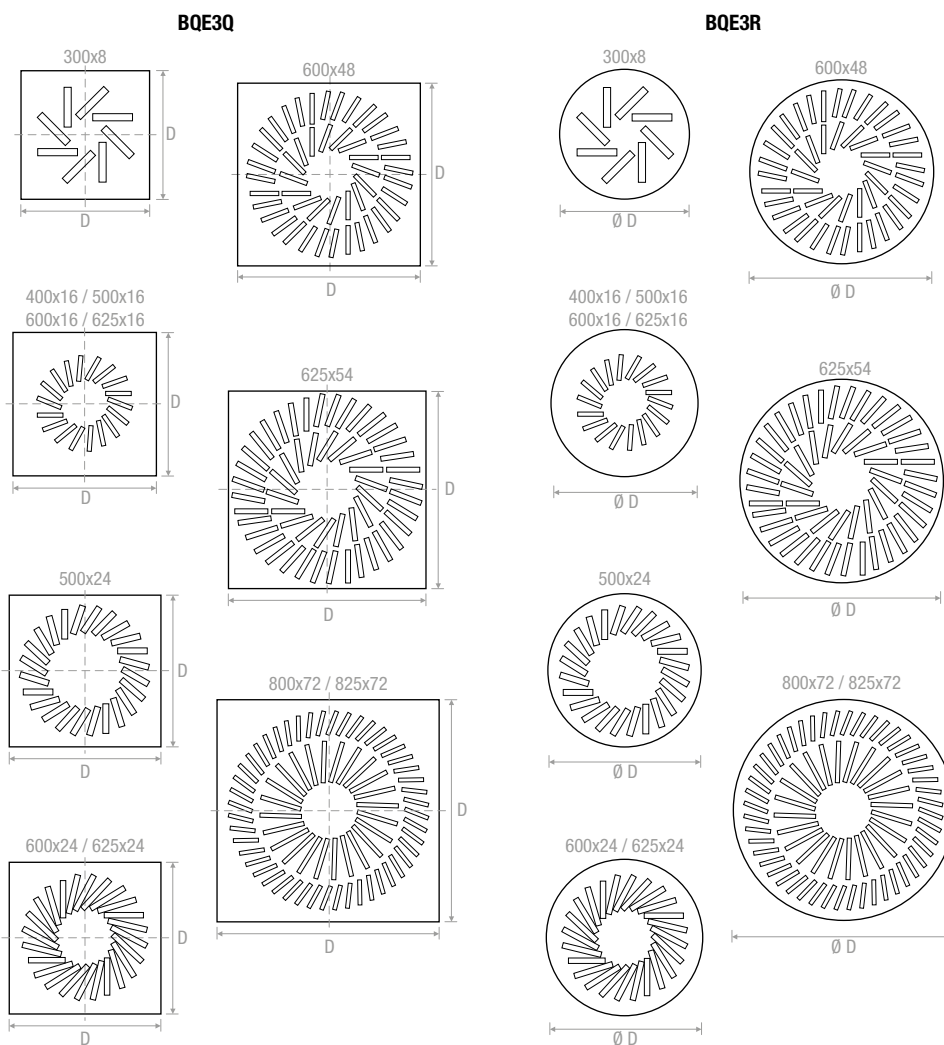 BQE3Q
300x8
D
600x48
D
D
400x16 / 500x16
600x16 / 625x16
D
D
625x54
D
D
500x24
D
D
800x72 / 825x72
D
D
600x24 / 625x24
D
D
BQE3R
300x8
Ø D
600x48
Ø D
400x16 / 500x16
600x16 / 625x16
Ø D
625x54
Ø D
500x24
Ø D
800x72 / 825x72
Ø D
600x24 / 625x24
Ø D